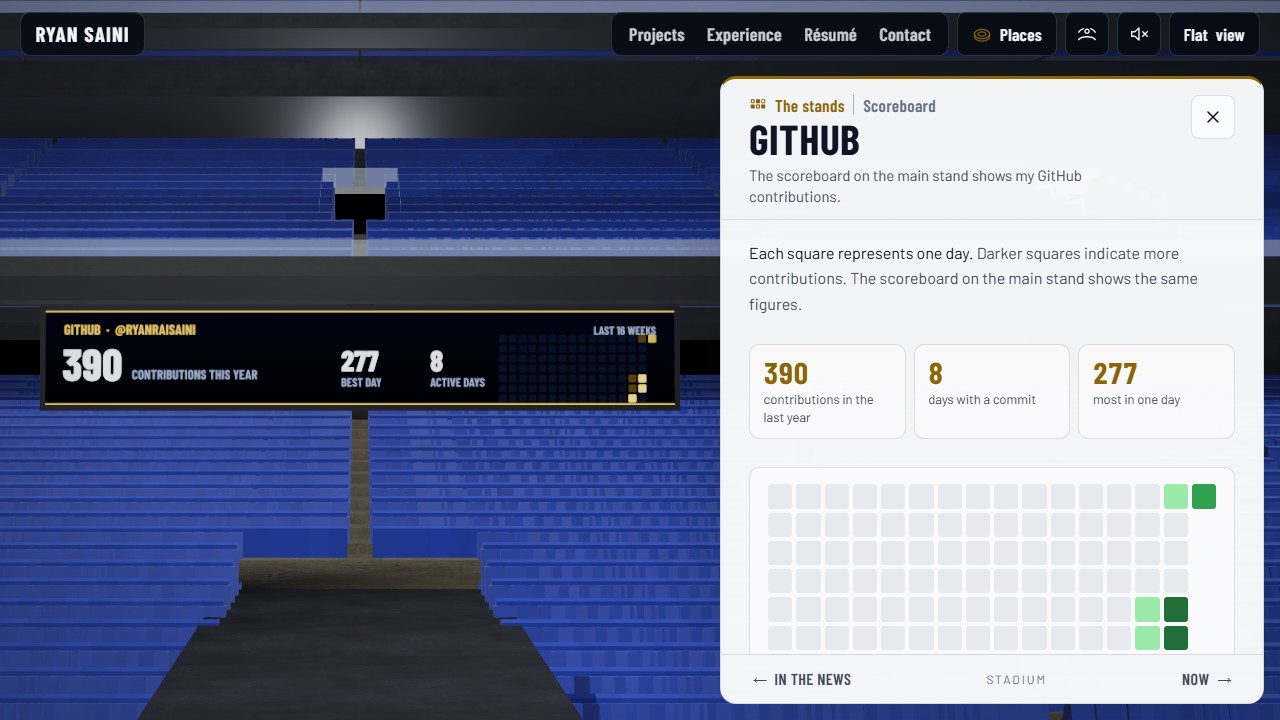 RYAN SAINI
Projects Experience Résumé Contact
Places
Flat view
GITHUB · @RYANRAISAINI
LAST 16 WEEKS
390 CONTRIBUTIONS THIS YEAR
277
BEST DAY
8
ACTIVE DAYS
The stands | Scoreboard
GITHUB
The scoreboard on the main stand shows my GitHub
contributions.
Each square represents one day. Darker squares indicate more
contributions. The scoreboard on the main stand shows the same
figures.
390
contributions in the
last year
8
days with a commit
277
most in one day
← IN THE NEWS
STADIUM
NOW →